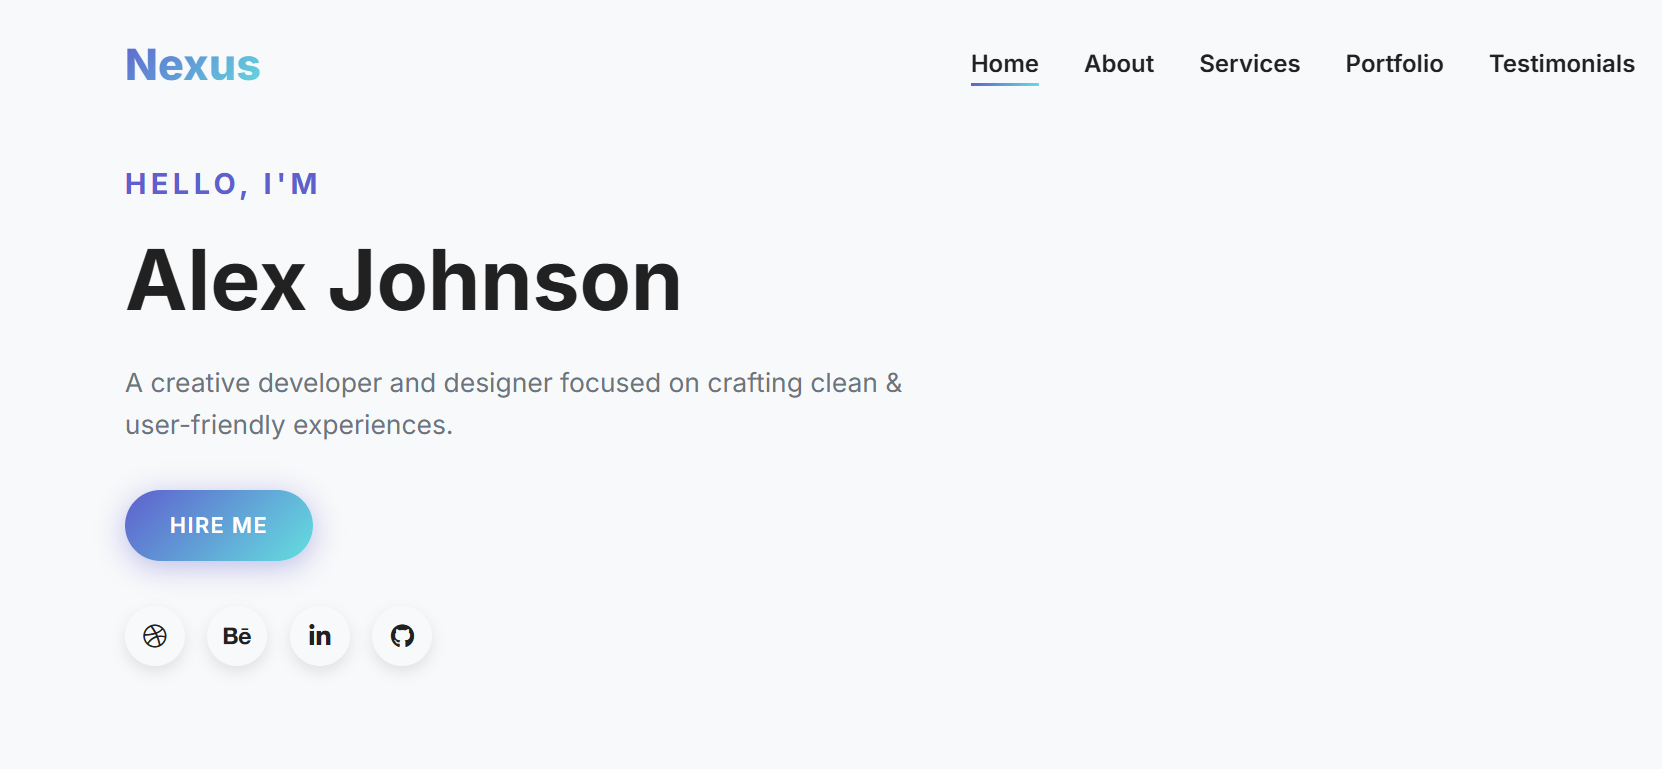 Nexus
Home About Services Portfolio Testimonials
HELLO, I'M
Alex Johnson
A creative developer and designer focused on crafting clean &
user-friendly experiences.
HIRE ME
Bē
in